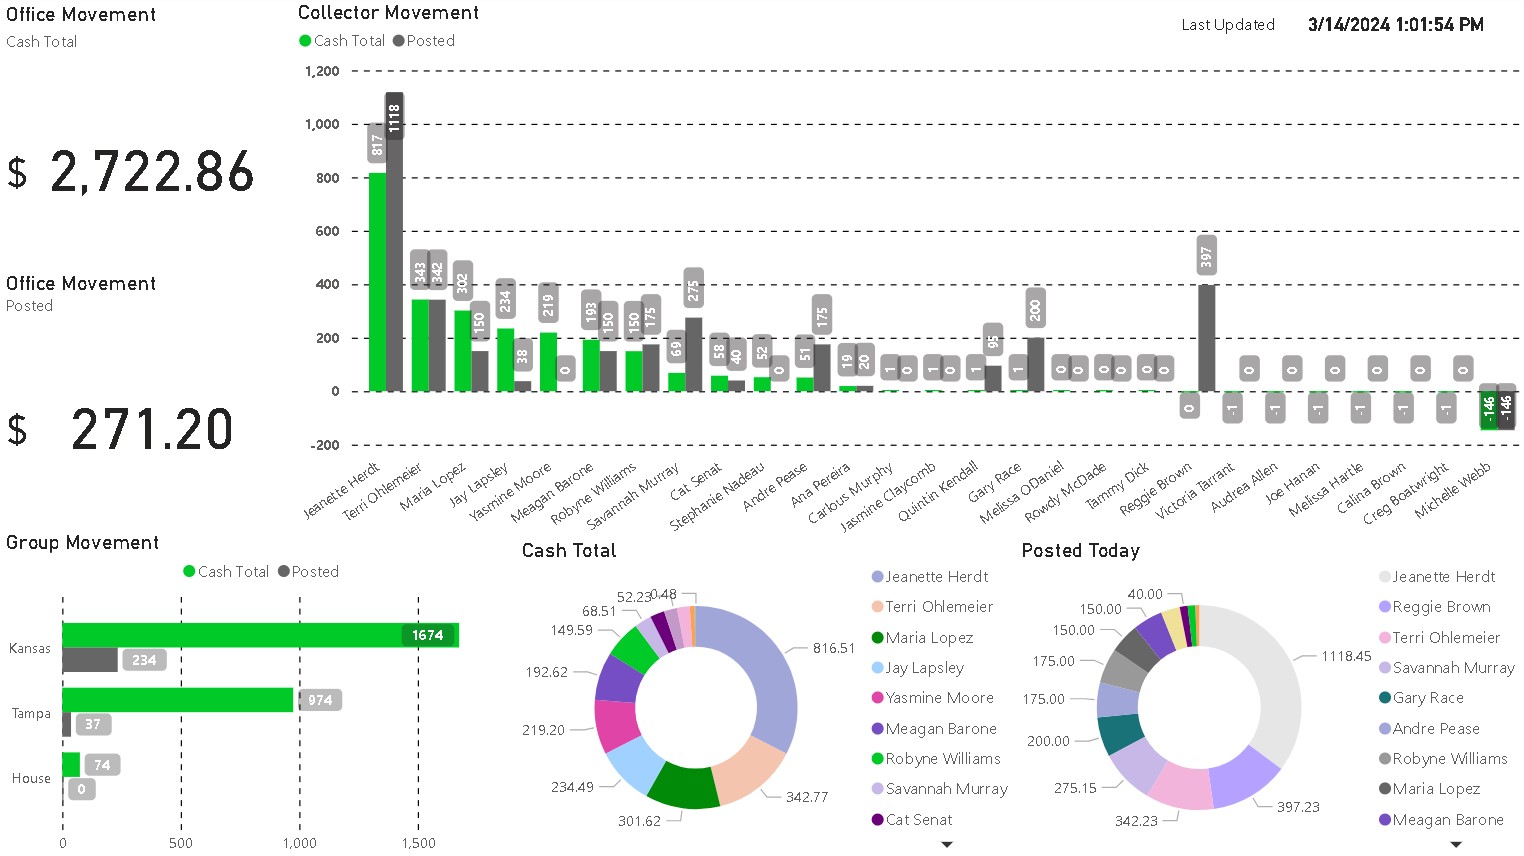 Office Movement
Cash Total
$ 2,722.86
Office Movement
Posted
$ 271.20
Collector Movement
Cash Total Posted
Last Updated 3/14/2024 1:01:54 PM
1,200
1,000
800
600
400
200
0
-200
817 1118 343 342 302 150 234 38 219 0 193 150 150 175 69 275 58 40 52 0 51 175 19 20 1 0 1 0 1 95 1 200 0 0 0 0 0 0 0 397 -1 0 -1 0 -1 0 -1 0 -1 0 -1 0 -146 -146
Jeanette Herdt
Terri Ohlemeier
Maria Lopez
Jay Lapsley
Yasmine Moore
Meagan Barone
Robyne Williams
Savannah Murray
Cat Senat
Stephanie Nadeau
Andre Pease
Ana Pereira
Carlous Murphy
Jasmine Claycomb
Quintin Kendall
Gary Race
Melissa ODaniel
Rowdy McDade
Tammy Dick
Reggie Brown
Victoria Tarrant
Audrea Allen
Joe Hanan
Melissa Hartle
Calina Brown
Creg Boatwright
Michelle Webb
Group Movement
Cash Total Posted
Kansas 1674
234
Tampa 974
37
House 74
0
0 500 1,000 1,500
Cash Total
816.51
342.77
301.62
234.49
219.20
192.62
149.59
68.51
52.23
0.48
Jeanette Herdt
Terri Ohlemeier
Maria Lopez
Jay Lapsley
Yasmine Moore
Meagan Barone
Robyne Williams
Savannah Murray
Cat Senat
Posted Today
1118.45
397.23
342.23
275.15
200.00
175.00
175.00
150.00
150.00
40.00
Jeanette Herdt
Reggie Brown
Terri Ohlemeier
Savannah Murray
Gary Race
Andre Pease
Robyne Williams
Maria Lopez
Meagan Barone